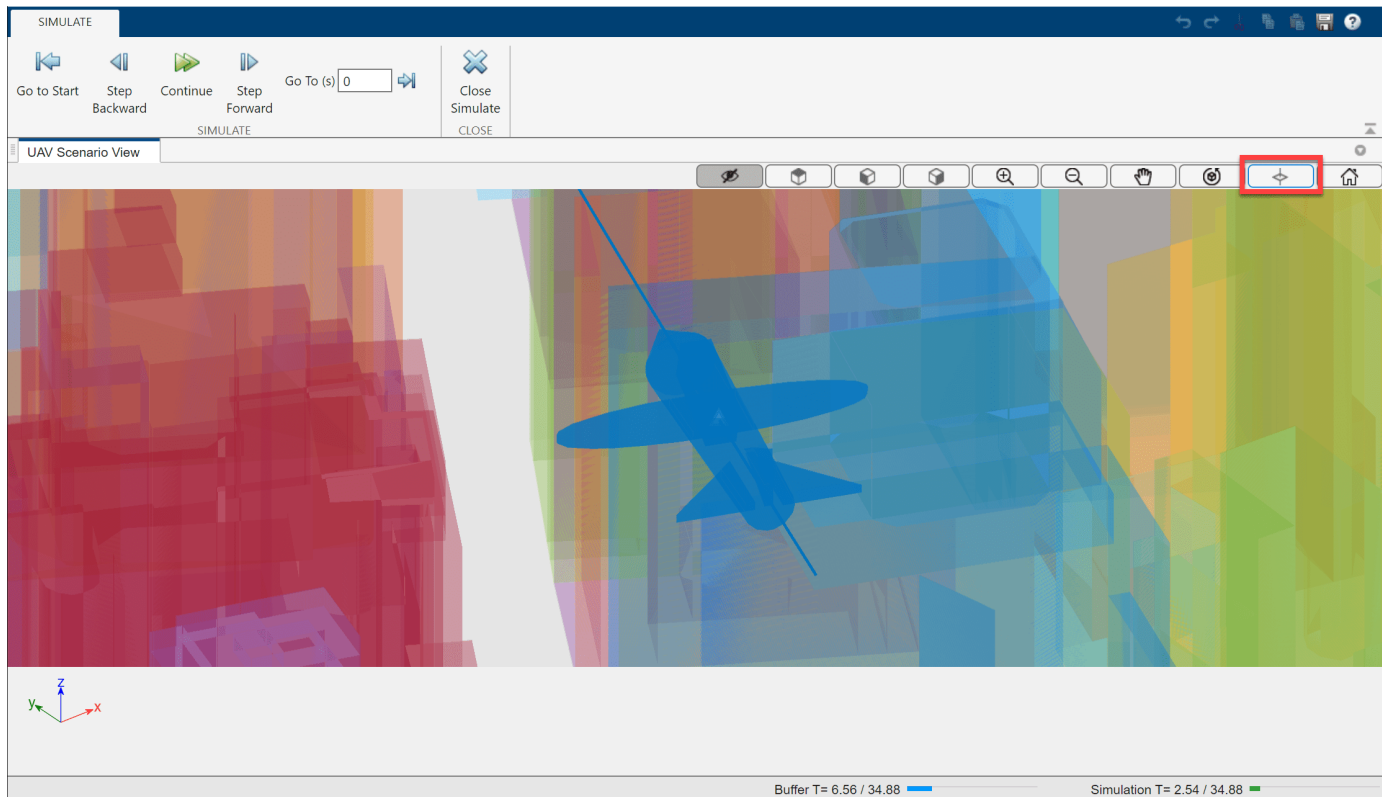 SIMULATE
Go to Start
Step Backward
Continue
Step Forward
Go To (s) 0
Close Simulate
SIMULATE
CLOSE
UAV Scenario View
Z
y
x
Buffer T= 6.56 / 34.88
Simulation T= 2.54 / 34.88